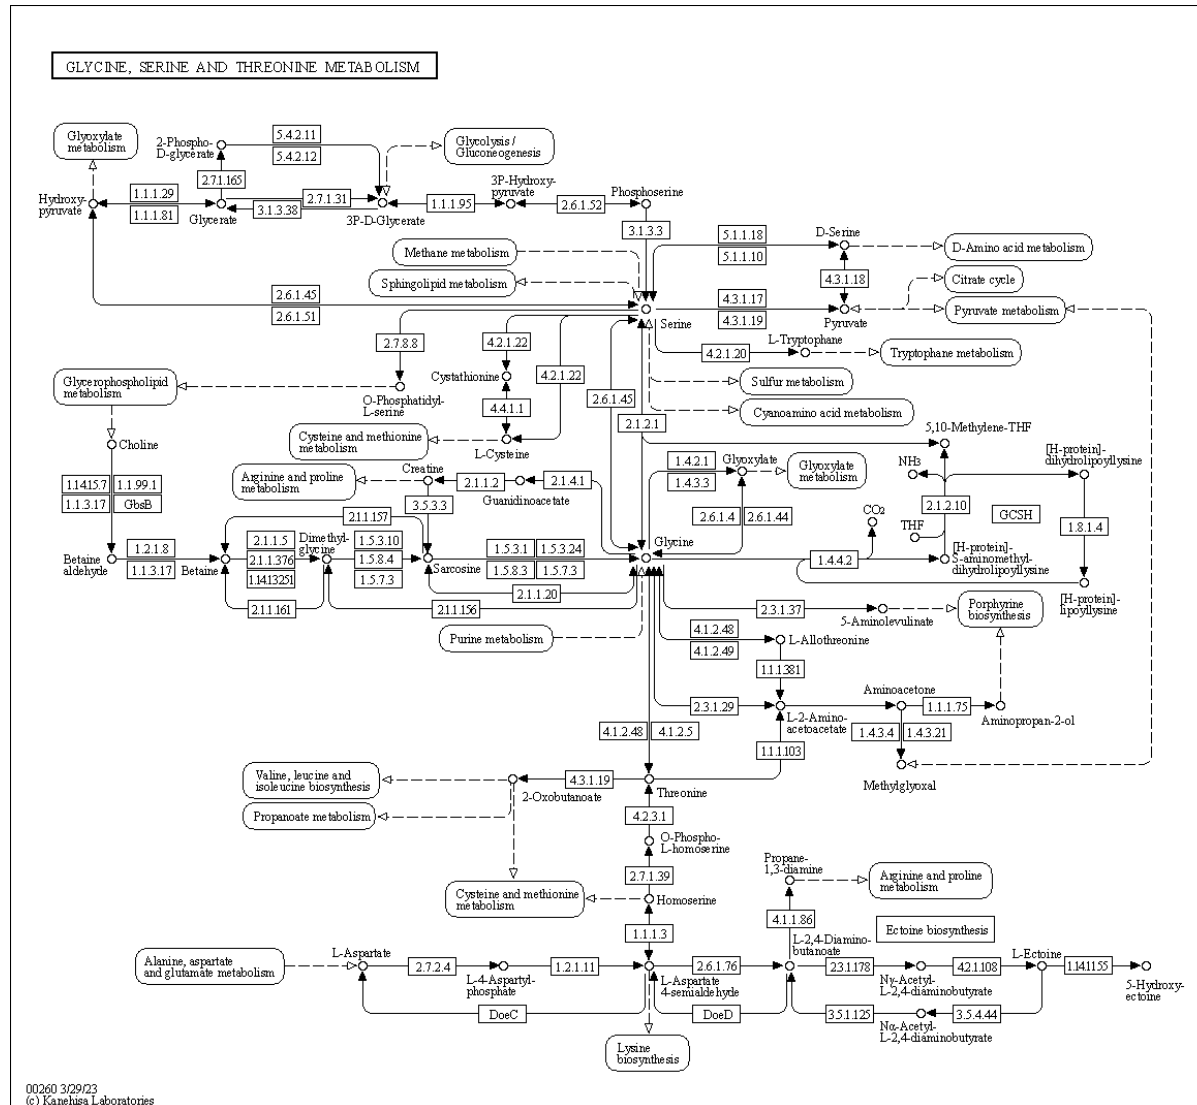 GLYCINE, SERINE AND THREONINE METABOLISM
Glyoxylate
metabolism
2-Phospho-
D-glycerate
5.4.2.11
5.4.2.12
Glycolysis /
Gluconeogenesis
Hydroxy-
pyruvate
1.1.1.29
1.1.1.81
2.7.1.165
Glycerate
2.7.1.31
3.1.3.38
3P-D-Glycerate
1.1.1.95
3P-Hydroxy-
pyruvate
2.6.1.52
Phosphoserine
3.1.3.3
Methane metabolism
Sphingolipid metabolism
5.1.1.18
5.1.1.10
D-Serine
D-Amino acid metabolism
4.3.1.18
Citrate cycle
2.6.1.45
2.6.1.51
Serine
4.3.1.17
4.3.1.19
Pyruvate
Pyruvate metabolism
2.7.8.8
4.2.1.22
4.2.1.20
L-Tryptophane
Tryptophane metabolism
Glycerophospholipid
metabolism
O-Phosphatidyl-
L-serine
Cystathionine
4.2.1.22
Sulfur metabolism
4.4.1.1
2.6.1.45
Cyanoamino acid metabolism
2.1.2.1
Choline
Cysteine and methionine
metabolism
L-Cysteine
5,10-Methylene-THF
1.14.15.7
1.1.99.1
1.1.3.17
GbsB
Arginine and proline
metabolism
Creatine
2.1.1.2
Guanidinoacetate
2.1.4.1
1.4.2.1
1.4.3.3
Glyoxylate
Glyoxylate
metabolism
NH3
[H-protein]-
dihydrolipoyllysine
3.5.3.3
2.1.1.157
2.6.1.4
2.6.1.44
CO2
2.1.2.10
THF
GCSH
1.8.1.4
Betaine
aldehyde
1.2.1.8
1.1.3.17
Betaine
2.1.1.5
2.1.1.376
1.14.13.251
Dimethyl-
glycine
1.5.3.10
1.5.8.4
1.5.7.3
Sarcosine
1.5.3.1
1.5.3.24
1.5.8.3
1.5.7.3
Glycine
1.4.4.2
[H-protein]-
S-aminomethyl-
dihydrolipoyllysine
[H-protein]-
lipoyllysine
2.1.1.20
2.1.1.161
2.1.1.156
2.3.1.37
5-Aminolevulinate
Porphyrine
biosynthesis
Purine metabolism
4.1.2.48
4.1.2.49
L-Allothreonine
1.1.1.381
2.3.1.29
L-2-Amino-
acetoacetate
Aminoacetone
1.1.1.75
Aminopropan-2-ol
4.1.2.48
4.1.2.5
1.1.1.103
1.4.3.4
1.4.3.21
Methylglyoxal
Valine, leucine and
isoleucine biosynthesis
2-Oxobutanoate
4.3.1.19
Threonine
Propanoate metabolism
4.2.3.1
O-Phospho-
L-homoserine
2.7.1.39
Propane-
1,3-diamine
Arginine and proline
metabolism
Cysteine and methionine
metabolism
Homoserine
4.1.1.86
Ectoine biosynthesis
1.1.1.3
Alanine, aspartate
and glutamate metabolism
L-Aspartate
2.7.2.4
L-4-Aspartyl-
phosphate
1.2.1.11
L-Aspartate
4-semialdehyde
2.6.1.76
L-2,4-Diamino-
butanoate
2.3.1.178
Nγ-Acetyl-
L-2,4-diaminobutyrate
4.2.1.108
L-Ectoine
1.14.11.55
5-Hydroxy-
ectoine
DoeC
DoeD
3.5.1.125
Nα-Acetyl-
L-2,4-diaminobutyrate
3.5.4.44
Lysine
biosynthesis
00260 3/29/23
(c) Kanehisa Laboratories